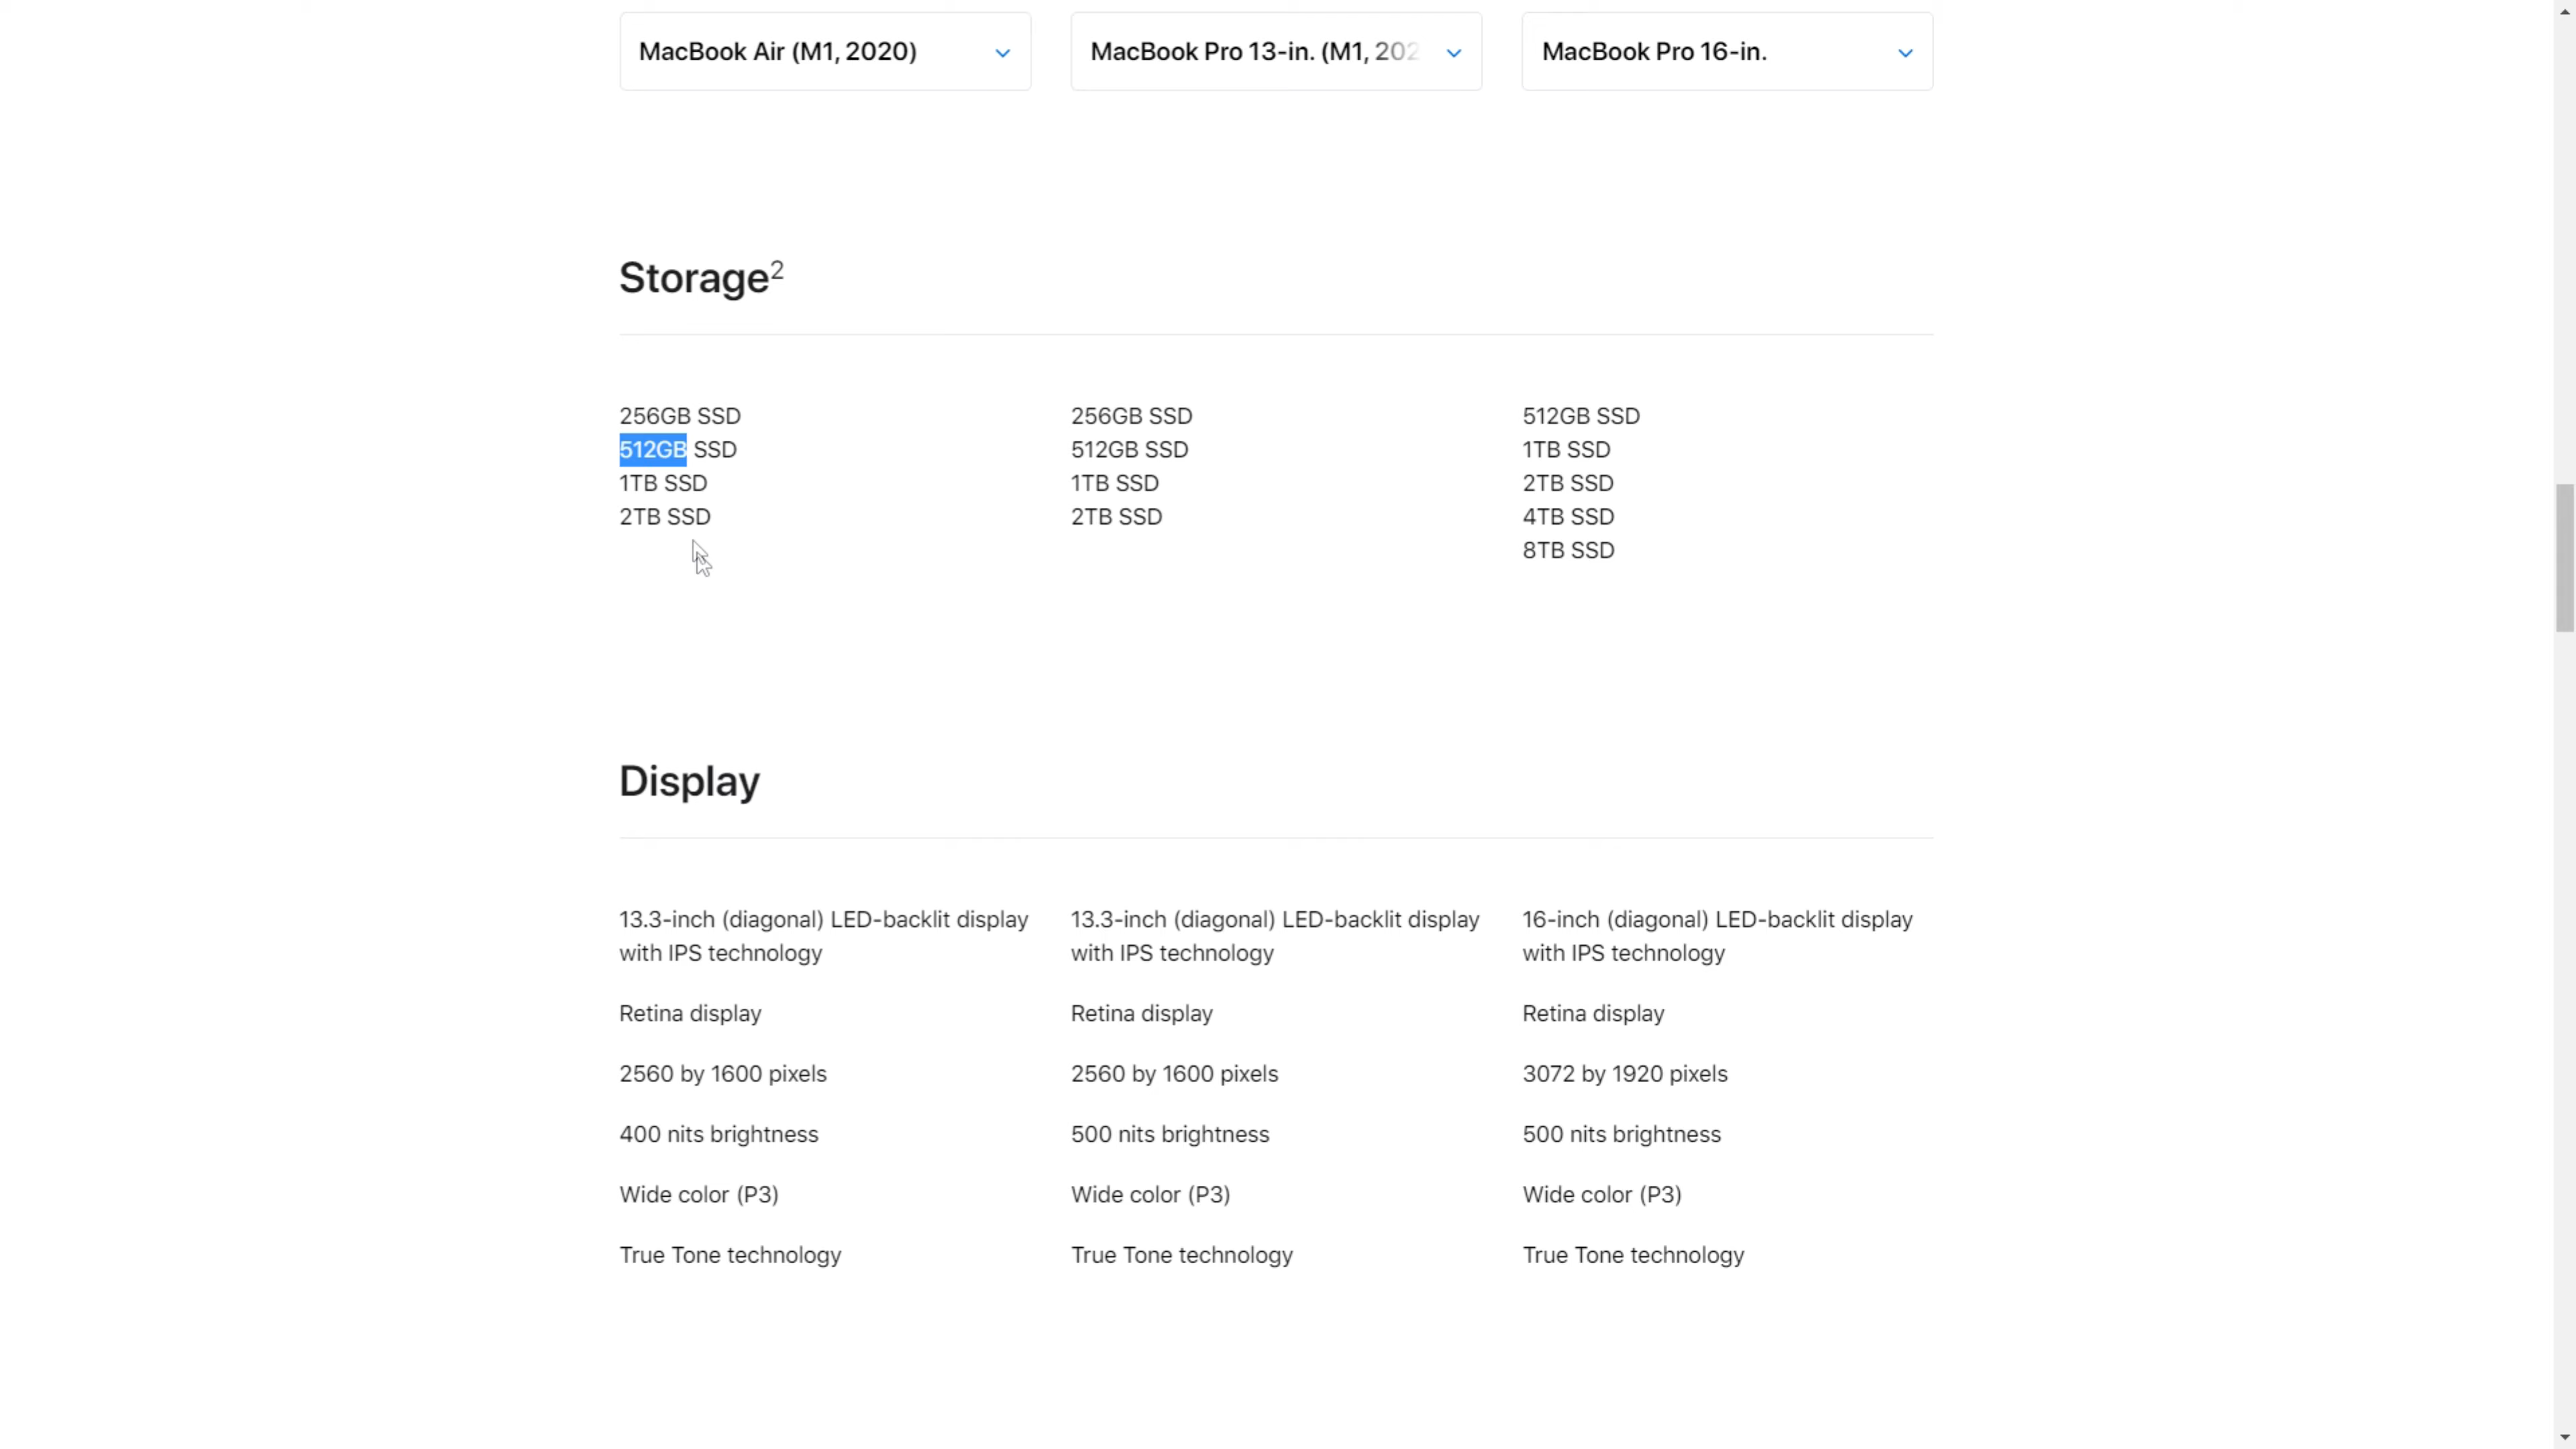 MacBook Air (M1, 2020)
MacBook Pro 13-in. (M1, 202
MacBook Pro 16-in.
Storage2
256GB SSD
512GB SSD
1TB SSD
2TB SSD
256GB SSD
512GB SSD
1TB SSD
2TB SSD
512GB SSD
1TB SSD
2TB SSD
4TB SSD
8TB SSD
Display
13.3-inch (diagonal) LED-backlit display
with IPS technology
Retina display
2560 by 1600 pixels
400 nits brightness
Wide color (P3)
True Tone technology
13.3-inch (diagonal) LED-backlit display
with IPS technology
Retina display
2560 by 1600 pixels
500 nits brightness
Wide color (P3)
True Tone technology
16-inch (diagonal) LED-backlit display
with IPS technology
Retina display
3072 by 1920 pixels
500 nits brightness
Wide color (P3)
True Tone technology